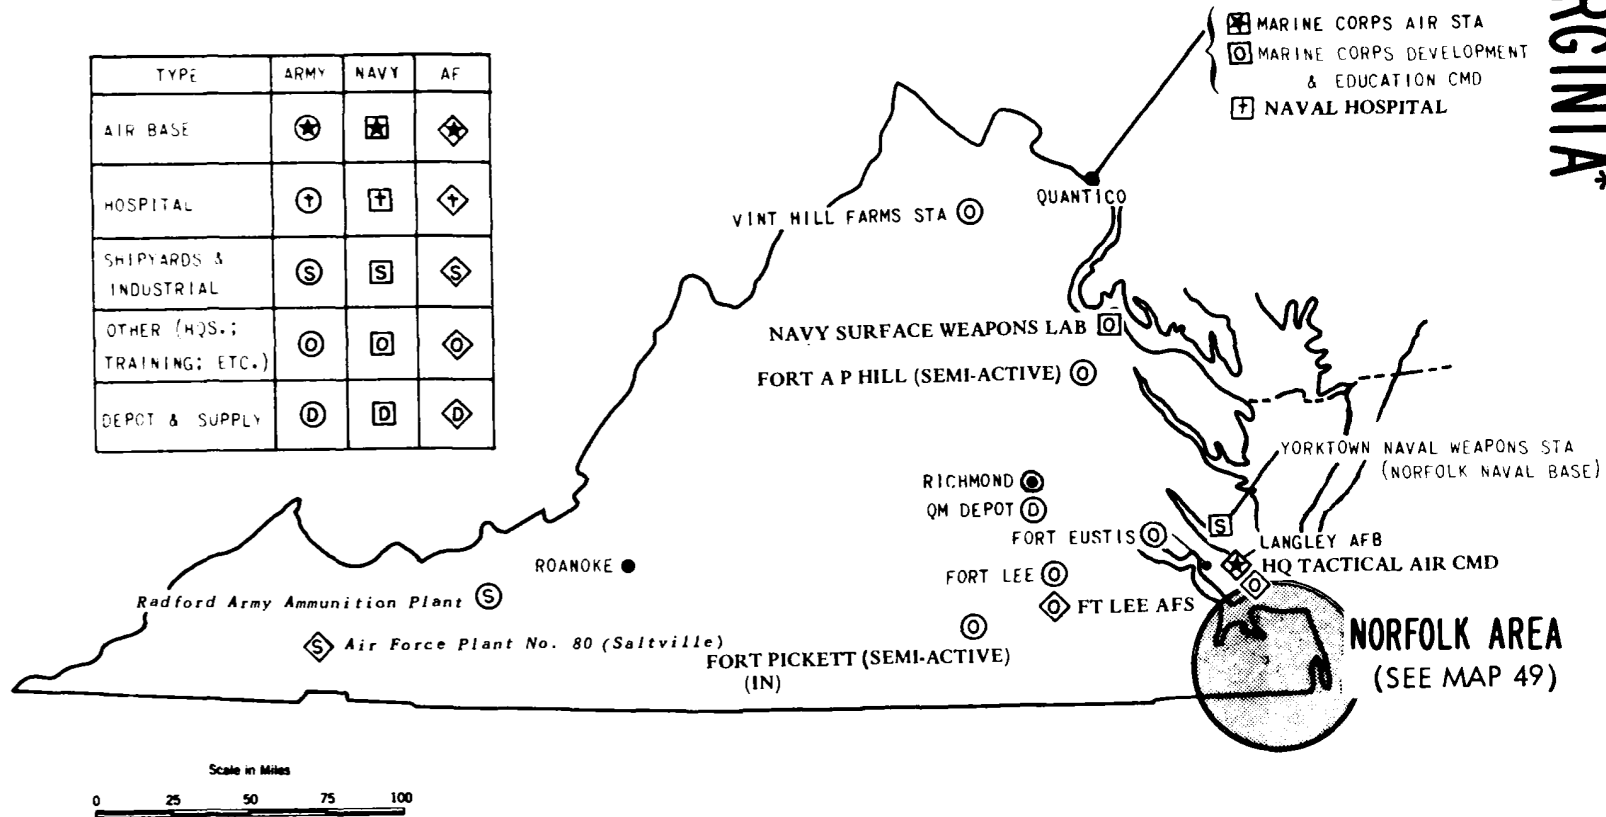 TYPE ARMY NAVY AF
AIR BASE
HOSPITAL
SHIPYARDS &
INDUSTRIAL
S S S
OTHER (HQS.;
TRAINING; ETC.)
O O O
DEPOT & SUPPLY
D D D
MARINE CORPS AIR STA
O MARINE CORPS DEVELOPMENT
& EDUCATION CMD
NAVAL HOSPITAL
RGINIA*
QUANTICO
VINT HILL FARMS STA O
NAVY SURFACE WEAPONS LAB O
FORT A P HILL (SEMI-ACTIVE) O
YORKTOWN NAVAL WEAPONS STA
(NORFOLK NAVAL BASE)
RICHMOND
QM DEPOT D
S
FORT EUSTIS O
LANGLEY AFB
HQ TACTICAL AIR CMD
O
ROANOKE
FORT LEE O
O FT LEE AFS
Radford Army Ammunition Plant S
S Air Force Plant No. 80 (Saltville)
O
FORT PICKETT (SEMI-ACTIVE)
(IN)
NORFOLK AREA
(SEE MAP 49)
Scale in Miles
0 25 50 75 100